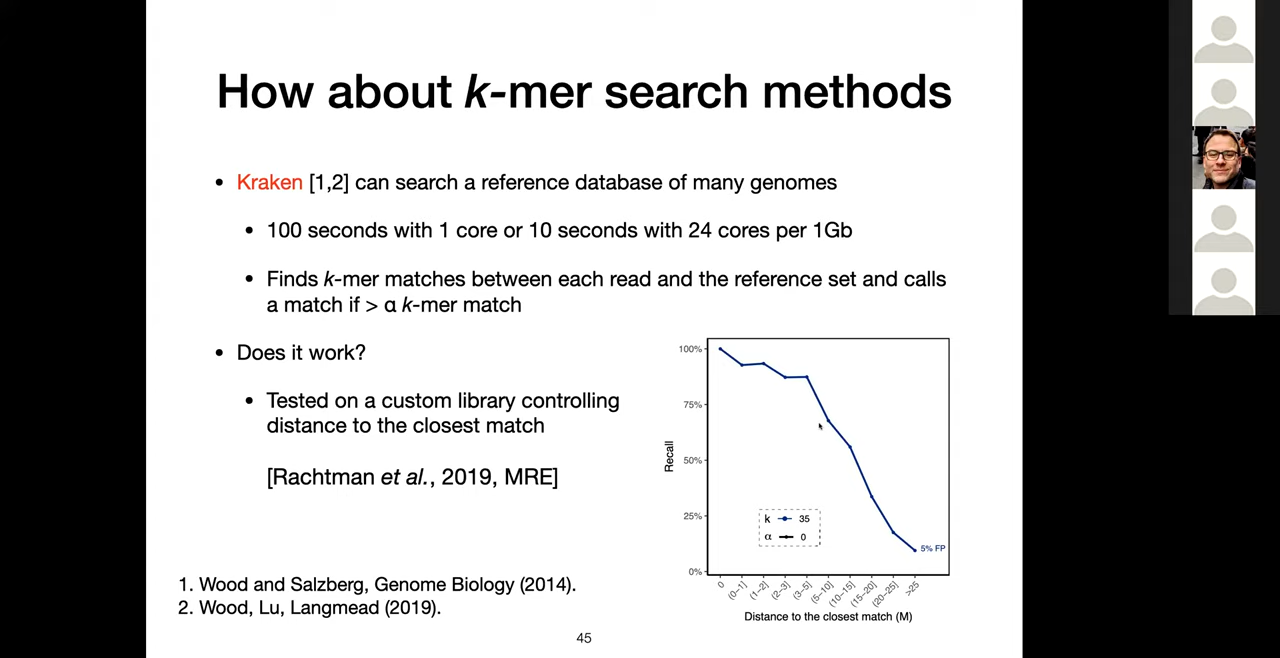 How about k-mer search methods
• Kraken [1,2] can search a reference database of many genomes
• 100 seconds with 1 core or 10 seconds with 24 cores per 1Gb
• Finds k-mer matches between each read and the reference set and calls
a match if > α k-mer match
• Does it work?
• Tested on a custom library controlling
distance to the closest match
[Rachtman et al., 2019, MRE]
100%
75%
50%
25%
0%
Recall
k 35
α 0
5% FP
0
(0–1]
(1–2]
(2–3]
(3–5]
(5–10]
(10–15]
(15–20]
(20–25]
>25
Distance to the closest match (M)
1. Wood and Salzberg, Genome Biology (2014).
2. Wood, Lu, Langmead (2019).
45